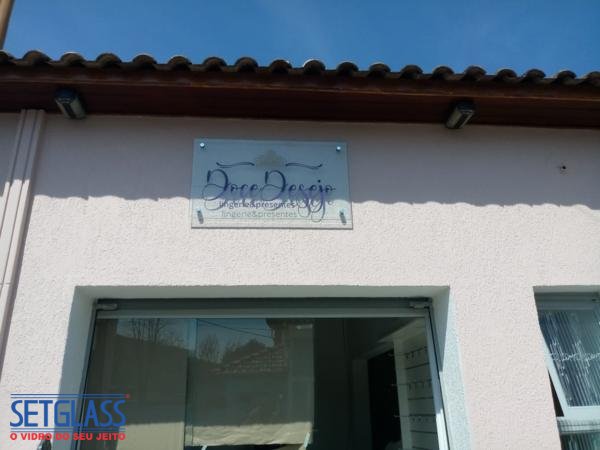 Doce Desejo
lingerie&presentes
SETGLASS
O VIDRO DO SEU JEITO